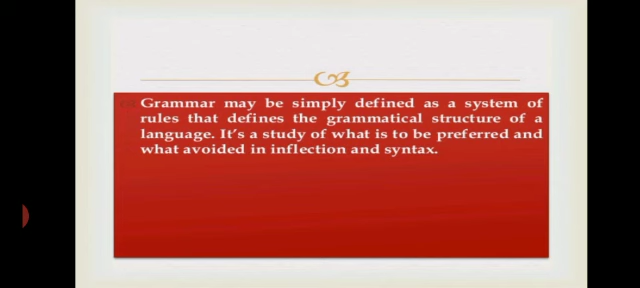 Grammar may be simply defined as a system of
rules that defines the grammatical structure of a
language. It's a study of what is to be preferred and
what avoided in inflection and syntax.